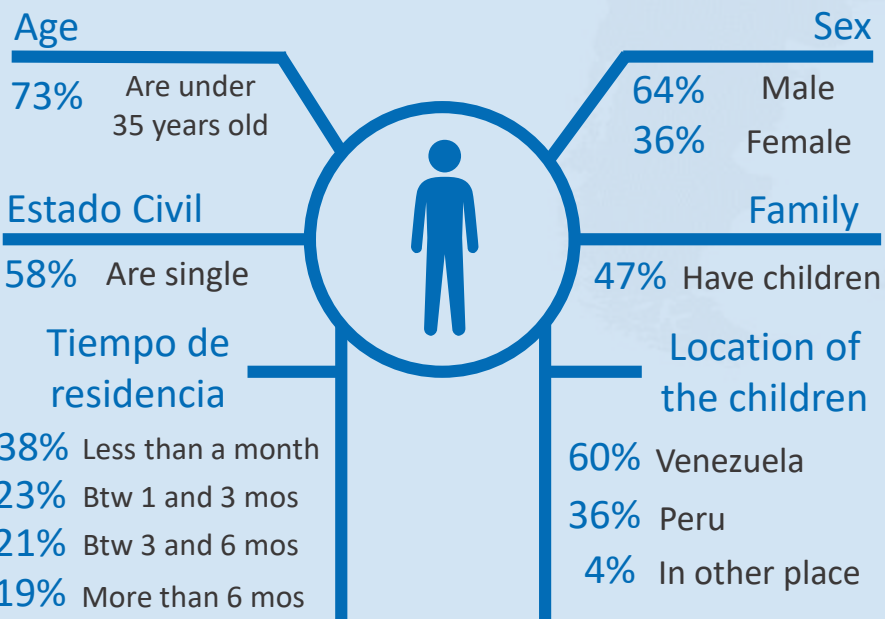 Age
73% Are under
35 years old
Estado Civil
58% Are single
Tiempo de
residencia
38% Less than a month
23% Btw 1 and 3 mos
21% Btw 3 and 6 mos
19% More than 6 mos
Sex
64% Male
36% Female
Family
47% Have children
Location of
the children
60% Venezuela
36% Peru
4% In other place